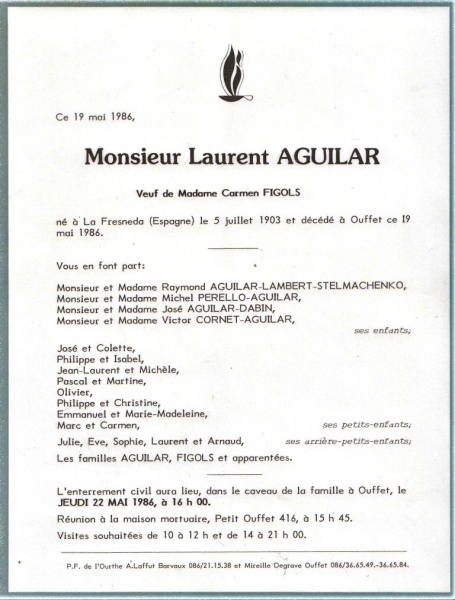 Ce 19 mai 1986,
Monsieur Laurent AGUILAR
Veuf de Madame Carmen FIGOLS
né à La Fresneda (Espagne) le 5 juillet 1903 et décédé à Ouffet ce 19
mai 1986.
Vous en font part:
Monsieur et Madame Raymond AGUILAR-LAMBERT-STELMACHENKO,
Monsieur et Madame Michel PERELLO-AGUILAR,
Monsieur et Madame José AGUILAR-DABIN,
Monsieur et Madame Victor CORNET-AGUILAR,
ses enfants;
José et Colette,
Philippe et Isabel,
Jean-Laurent et Michèle,
Pascal et Martine,
Olivier,
Philippe et Christine,
Emmanuel et Marie-Madeleine,
Marc et Carmen, ses petits-enfants;
Julie, Eve, Sophie, Laurent et Arnaud, ses arrière-petits-enfants;
Les familles AGUILAR, FIGOLS et apparentées.
L'enterrement civil aura lieu, dans le caveau de la famille à Ouffet, le
JEUDI 22 MAI 1986, à 16 h 00.
Réunion à la maison mortuaire, Petit Ouffet 416, à 15 h 45.
Visites souhaitées de 10 à 12 h et de 14 à 21 h 00.
P.F. de l'Ourthe A.Laffut Barvaux 086/21.15.38 et Mireille Degrave Ouffet 086/36.65.49.-36.65.84.